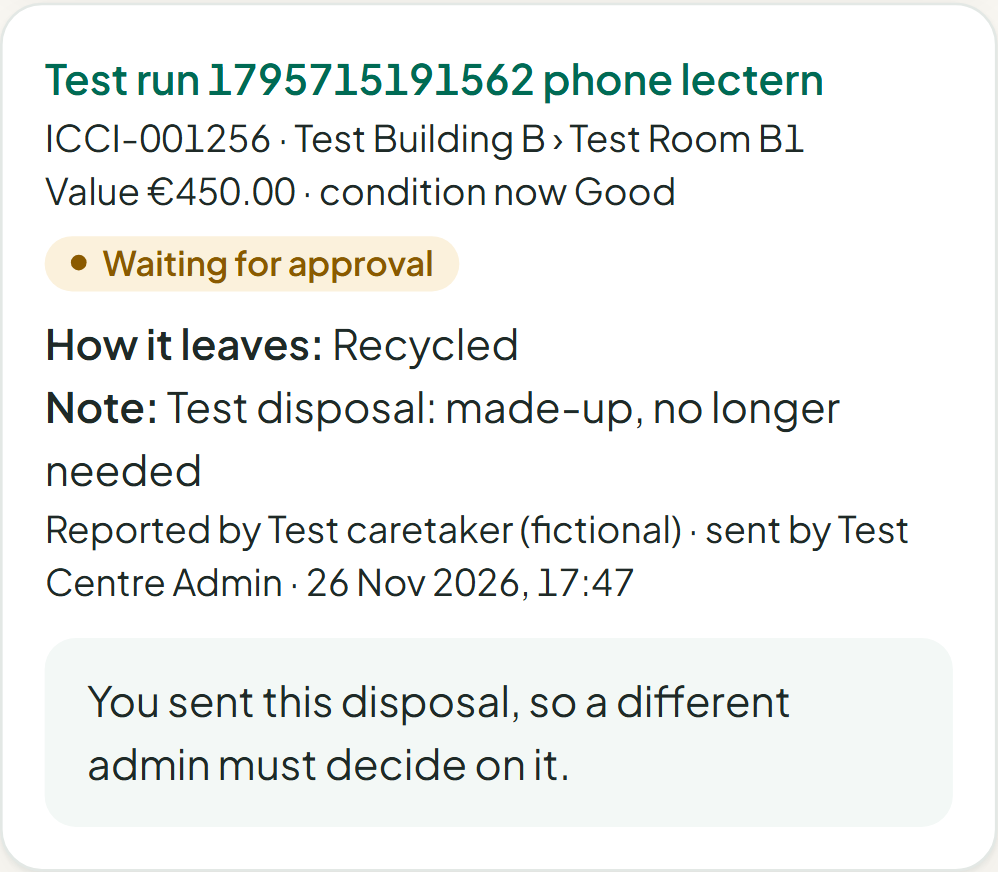 Test run 1795715191562 phone lectern
ICCI-001256 · Test Building B › Test Room B1
Value €450.00 · condition now Good
Waiting for approval
How it leaves: Recycled
Note: Test disposal: made-up, no longer
needed
Reported by Test caretaker (fictional) · sent by Test
Centre Admin · 26 Nov 2026, 17:47
You sent this disposal, so a different
admin must decide on it.